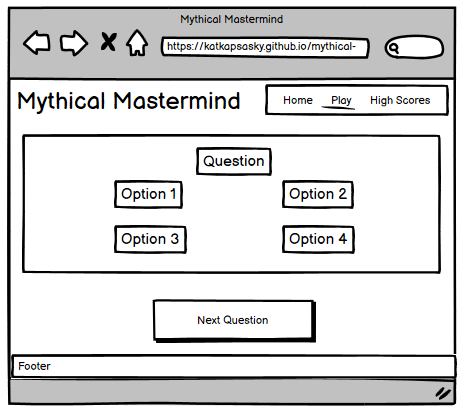 Mythical Mastermind
https://katkapsasky.github.io/mythical-
Mythical Mastermind
Home Play High Scores
Question
Option 1 Option 2
Option 3 Option 4
Next Question
Footer